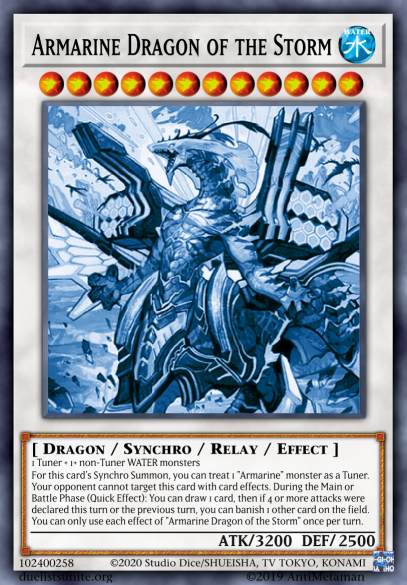 ARMARINE DRAGON OF THE STORM
WATER
水
[ DRAGON / SYNCHRO / RELAY / EFFECT ]
1 Tuner + 1+ non-Tuner WATER monsters
For this card's Synchro Summon, you can treat 1 "Armarine" monster as a Tuner.
Your opponent cannot target this card with card effects. During the Main or
Battle Phase (Quick Effect): You can draw 1 card, then if 4 or more attacks were
declared this turn or the previous turn, you can banish 1 other card on the field.
You can only use each effect of "Armarine Dragon of the Storm" once per turn.
ATK/3200 DEF/2500
102400258 ©2020 Studio Dice/SHUEISHA, TV TOKYO, KONAMI
duelistsunite.org ©2019 AntiMetaman